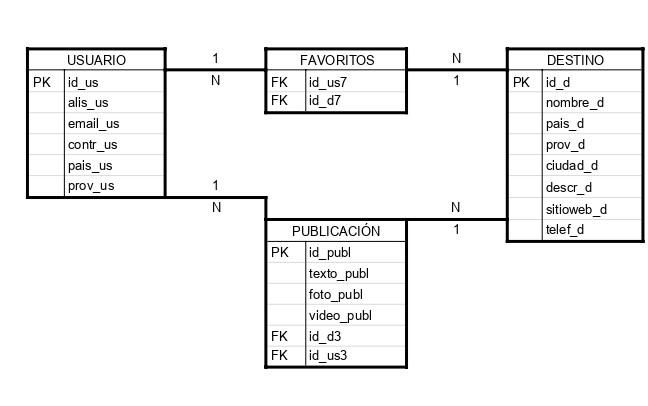 USUARIO
PK id_us
alis_us
email_us
contr_us
pais_us
prov_us
1
N
FAVORITOS
FK id_us7
FK id_d7
N
1
DESTINO
PK id_d
nombre_d
pais_d
prov_d
ciudad_d
descr_d
sitioweb_d
telef_d
1
N
PUBLICACIÓN
PK id_publ
texto_publ
foto_publ
video_publ
FK id_d3
FK id_us3
N
1